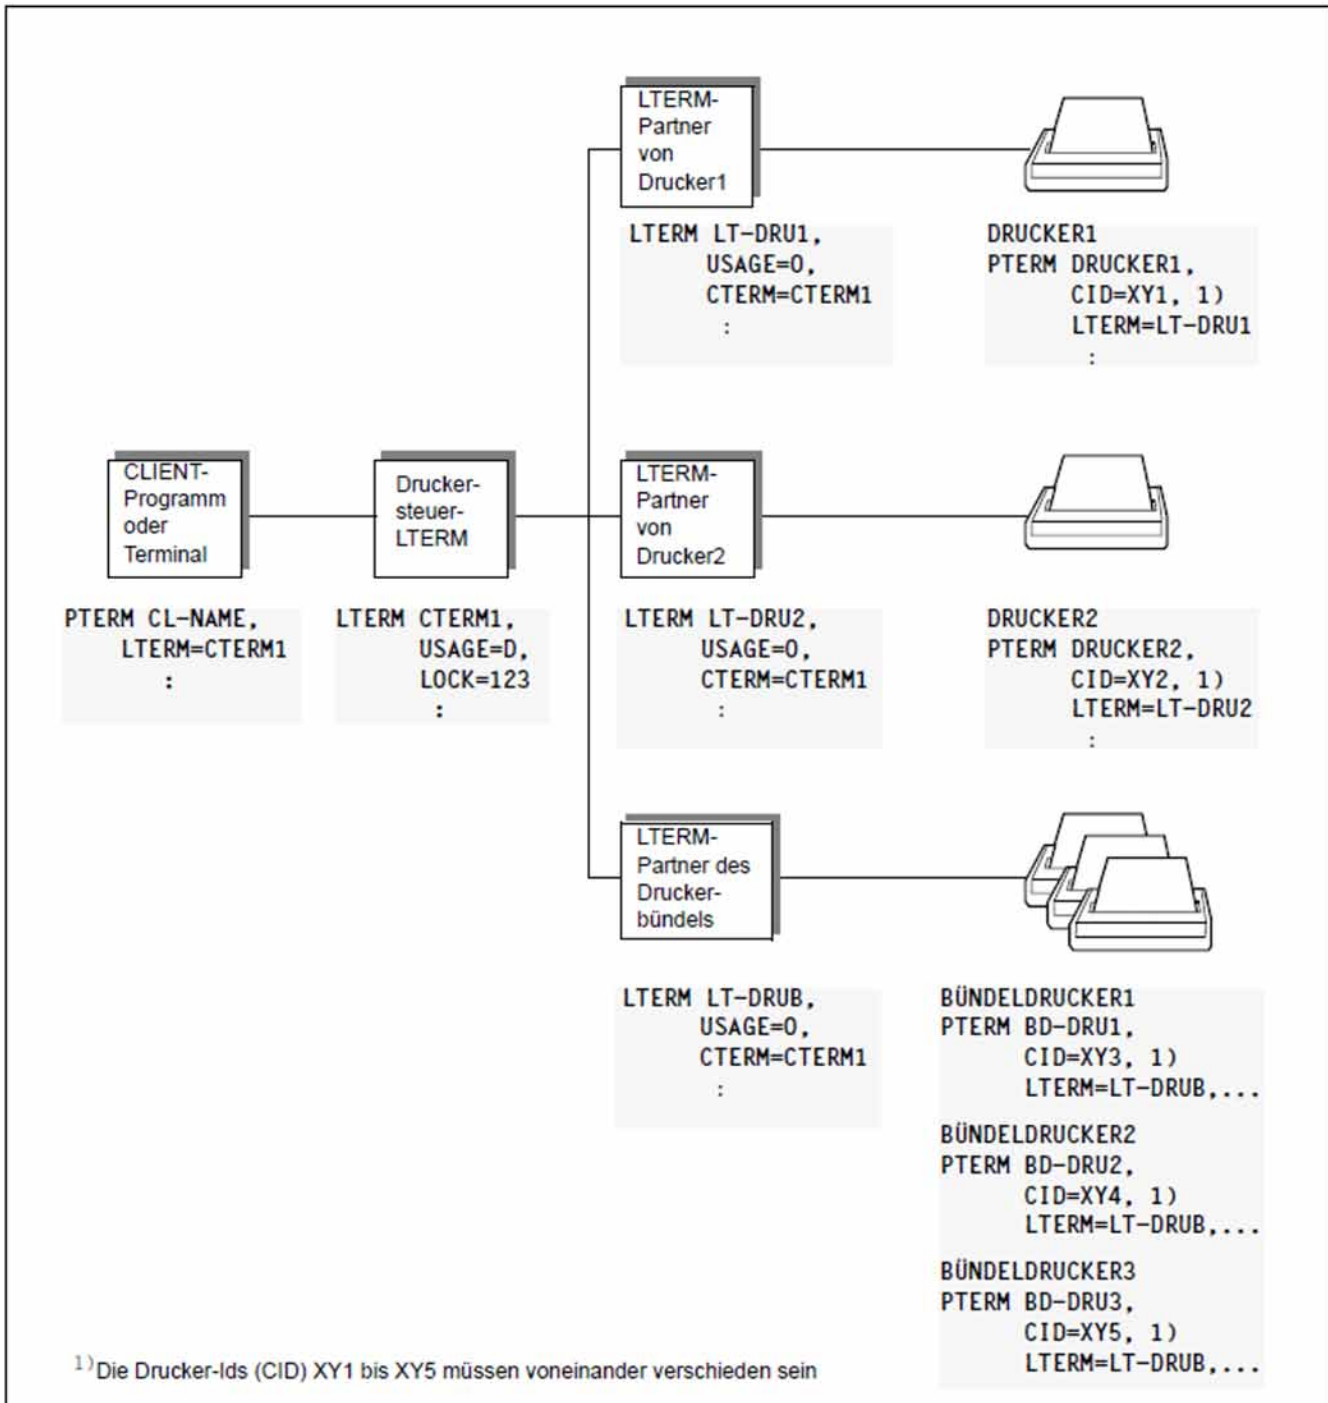 LTERM-
Partner
von
Drucker1
LTERM LT-DRU1,
USAGE=O,
CTERM=CTERM1
:
DRUCKER1
PTERM DRUCKER1,
CID=XY1, 1)
LTERM=LT-DRU1
:
CLIENT-
Programm
oder
Terminal
PTERM CL-NAME,
LTERM=CTERM1
:
Drucker-
steuer-
LTERM
LTERM CTERM1,
USAGE=D,
LOCK=123
:
LTERM-
Partner
von
Drucker2
LTERM LT-DRU2,
USAGE=O,
CTERM=CTERM1
:
DRUCKER2
PTERM DRUCKER2,
CID=XY2, 1)
LTERM=LT-DRU2
:
LTERM-
Partner des
Drucker-
bündels
LTERM LT-DRUB,
USAGE=O,
CTERM=CTERM1
:
BÜNDELDRUCKER1
PTERM BD-DRU1,
CID=XY3, 1)
LTERM=LT-DRUB,...
BÜNDELDRUCKER2
PTERM BD-DRU2,
CID=XY4, 1)
LTERM=LT-DRUB,...
BÜNDELDRUCKER3
PTERM BD-DRU3,
CID=XY5, 1)
LTERM=LT-DRUB,...
1) Die Drucker-Ids (CID) XY1 bis XY5 müssen voneinander verschieden sein